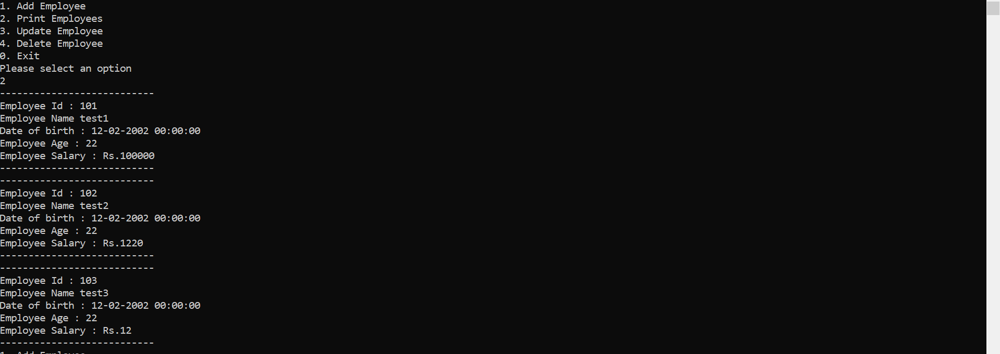 1. Add Employee
2. Print Employees
3. Update Employee
4. Delete Employee
0. Exit
Please select an option
2
---------------------------
Employee Id : 101
Employee Name test1
Date of birth : 12-02-2002 00:00:00
Employee Age : 22
Employee Salary : Rs.100000
---------------------------
---------------------------
Employee Id : 102
Employee Name test2
Date of birth : 12-02-2002 00:00:00
Employee Age : 22
Employee Salary : Rs.1220
---------------------------
---------------------------
Employee Id : 103
Employee Name test3
Date of birth : 12-02-2002 00:00:00
Employee Age : 22
Employee Salary : Rs.12
---------------------------
1. Add Employee